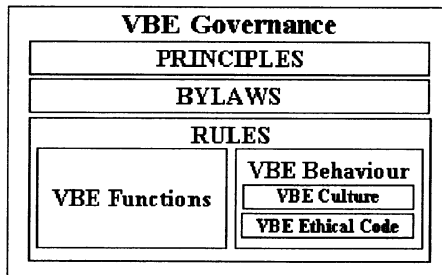 VBE Governance
PRINCIPLES
BYLAWS
RULES
VBE Functions
VBE Behaviour
VBE Culture
VBE Ethical Code